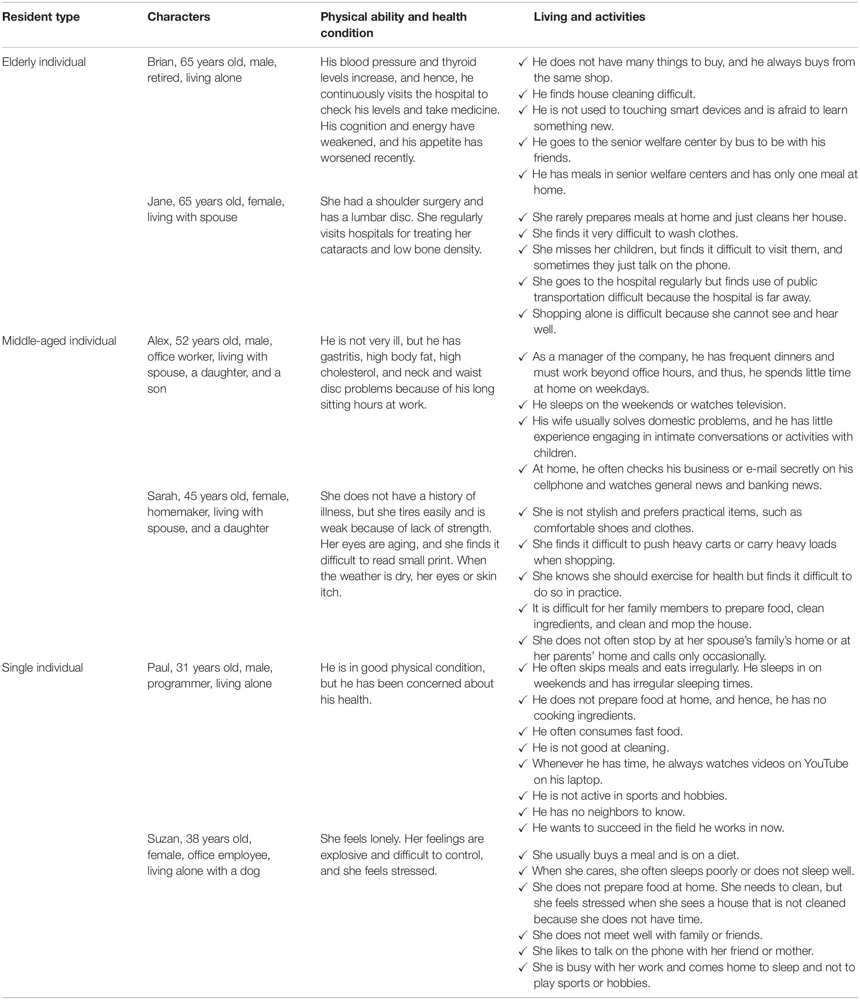 Resident type
Characters
Physical ability and health
condition
Living and activities
Elderly individual
Brian, 65 years old, male,
retired, living alone
His blood pressure and thyroid
levels increase, and hence, he
continuously visits the hospital to
check his levels and take medicine.
His cognition and energy have
weakened, and his appetite has
worsened recently.
✓ He does not have many things to buy, and he always buys from
the same shop.
✓ He finds house cleaning difficult.
✓ He is not used to touching smart devices and is afraid to learn
something new.
✓ He goes to the senior welfare center by bus to be with his
friends.
✓ He has meals in senior welfare centers and has only one meal at
home.
Jane, 65 years old, female,
living with spouse
She had a shoulder surgery and
has a lumbar disc. She regularly
visits hospitals for treating her
cataracts and low bone density.
✓ She rarely prepares meals at home and just cleans her house.
✓ She finds it very difficult to wash clothes.
✓ She misses her children, but finds it difficult to visit them, and
sometimes they just talk on the phone.
✓ She goes to the hospital regularly but finds use of public
transportation difficult because the hospital is far away.
✓ Shopping alone is difficult because she cannot see and hear
well.
Middle-aged individual
Alex, 52 years old, male,
office worker, living with
spouse, a daughter, and a
son
He is not very ill, but he has
gastritis, high body fat, high
cholesterol, and neck and waist
disc problems because of his long
sitting hours at work.
✓ As a manager of the company, he has frequent dinners and
must work beyond office hours, and thus, he spends little time
at home on weekdays.
✓ He sleeps on the weekends or watches television.
✓ His wife usually solves domestic problems, and he has little
experience engaging in intimate conversations or activities with
children.
✓ At home, he often checks his business or e-mail secretly on his
cellphone and watches general news and banking news.
Sarah, 45 years old, female,
homemaker, living with
spouse, and a daughter
She does not have a history of
illness, but she tires easily and is
weak because of lack of strength.
Her eyes are aging, and she finds it
difficult to read small print. When
the weather is dry, her eyes or skin
itch.
✓ She is not stylish and prefers practical items, such as
comfortable shoes and clothes.
✓ She finds it difficult to push heavy carts or carry heavy loads
when shopping.
✓ She knows she should exercise for health but finds it difficult to
do so in practice.
✓ It is difficult for her family members to prepare food, clean
ingredients, and clean and mop the house.
✓ She does not often stop by at her spouse’s family’s home or at
her parents’ home and calls only occasionally.
Single individual
Paul, 31 years old, male,
programmer, living alone
He is in good physical condition,
but he has been concerned about
his health.
✓ He often skips meals and eats irregularly. He sleeps in on
weekends and has irregular sleeping times.
✓ He does not prepare food at home, and hence, he has no
cooking ingredients.
✓ He often consumes fast food.
✓ He is not good at cleaning.
✓ Whenever he has time, he always watches videos on YouTube
on his laptop.
✓ He is not active in sports and hobbies.
✓ He has no neighbors to know.
✓ He wants to succeed in the field he works in now.
Suzan, 38 years old,
female, office employee,
living alone with a dog
She feels lonely. Her feelings are
explosive and difficult to control,
and she feels stressed.
✓ She usually buys a meal and is on a diet.
✓ When she cares, she often sleeps poorly or does not sleep well.
✓ She does not prepare food at home. She needs to clean, but
she feels stressed when she sees a house that is not cleaned
because she does not have time.
✓ She does not meet well with family or friends.
✓ She likes to talk on the phone with her friend or mother.
✓ She is busy with her work and comes home to sleep and not to
play sports or hobbies.